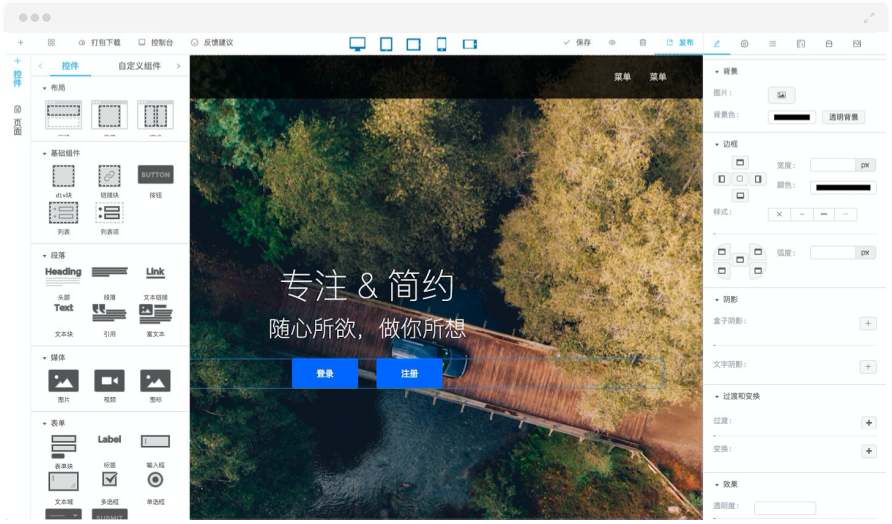 打包下载
控制台
反馈建议
保存
发布
控件
页面
控件
自定义组件
布局
基础组件
BUTTON
div块
链接块
按钮
列表
列表项
段落
Heading
Link
头部
段落
文本链接
Text
文本块
引用
富文本
媒体
图片
视频
图标
表单
Label
表单块
标签
输入框
文本域
多选框
单选框
SUBMIT
菜单
菜单
专注 & 简约
随心所欲，做你所想
登录
注册
背景
图片：
背景色：
透明背景
边框
宽度：
px
颜色：
样式：
弧度：
px
阴影
盒子阴影：
文字阴影：
过渡和变换
过渡：
变换：
效果
透明度：